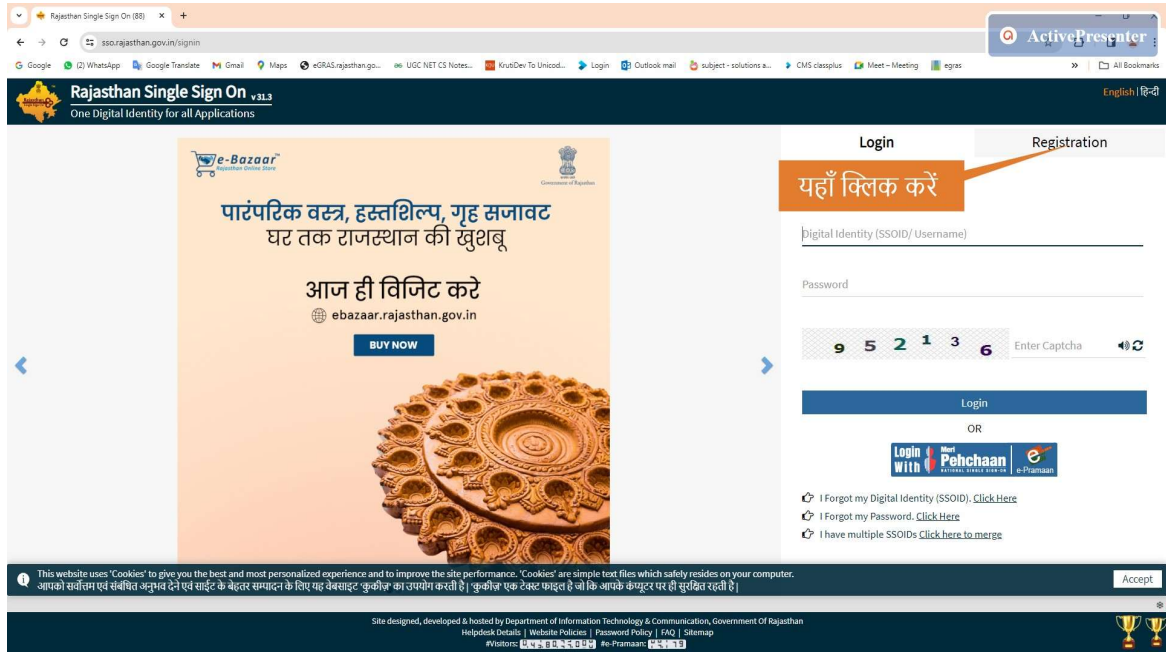 Rajasthan Single Sign On (88)
sso.rajasthan.gov.in/signin
ActivePresenter
Google (2) WhatsApp Google Translate Gmail Maps eGRAS.rajasthan.go... UGC NET CS Notes... KrutiDev To Unicod... Login Outlook mail subject - solutions a... CMS classplus Meet – Meeting egras All Bookmarks
Rajasthan Single Sign On v31.3
One Digital Identity for all Applications
English | हिन्दी
Login
Registration
यहाँ क्लिक करें
e-Bazaar
Rajasthan Online Store
Government of Rajasthan
पारंपरिक वस्त्र, हस्तशिल्प, गृह सजावट
घर तक राजस्थान की खुशबू
आज ही विजिट करे
ebazaar.rajasthan.gov.in
BUY NOW
Digital Identity (SSOID/ Username)
Password
9 5 2 1 3 6
Enter Captcha
Login
OR
Login With Meri Pehchaan e-Pramaan
NATIONAL SINGLE SIGN-ON
I Forgot my Digital Identity (SSOID). Click Here
I Forgot my Password. Click Here
I have multiple SSOIDs Click here to merge
This website uses 'Cookies' to give you the best and most personalized experience and to improve the site performance. 'Cookies' are simple text files which safely resides on your computer.
आपको सर्वोत्तम एवं संबंधित अनुभव देने एवं साईट के बेहतर सम्पादन के लिए यह वेबसाइट 'कुकीज़' का उपयोग करती है | 'कुकीज़' एक टेक्स्ट फाइल है जो कि आपके कंप्यूटर पर ही सुरक्षित रहती है |
Accept
Site designed, developed & hosted by Department of Information Technology & Communication, Government Of Rajasthan
Helpdesk Details | Website Policies | Password Policy | FAQ | Sitemap
#Visitors: #e-Pramaan: